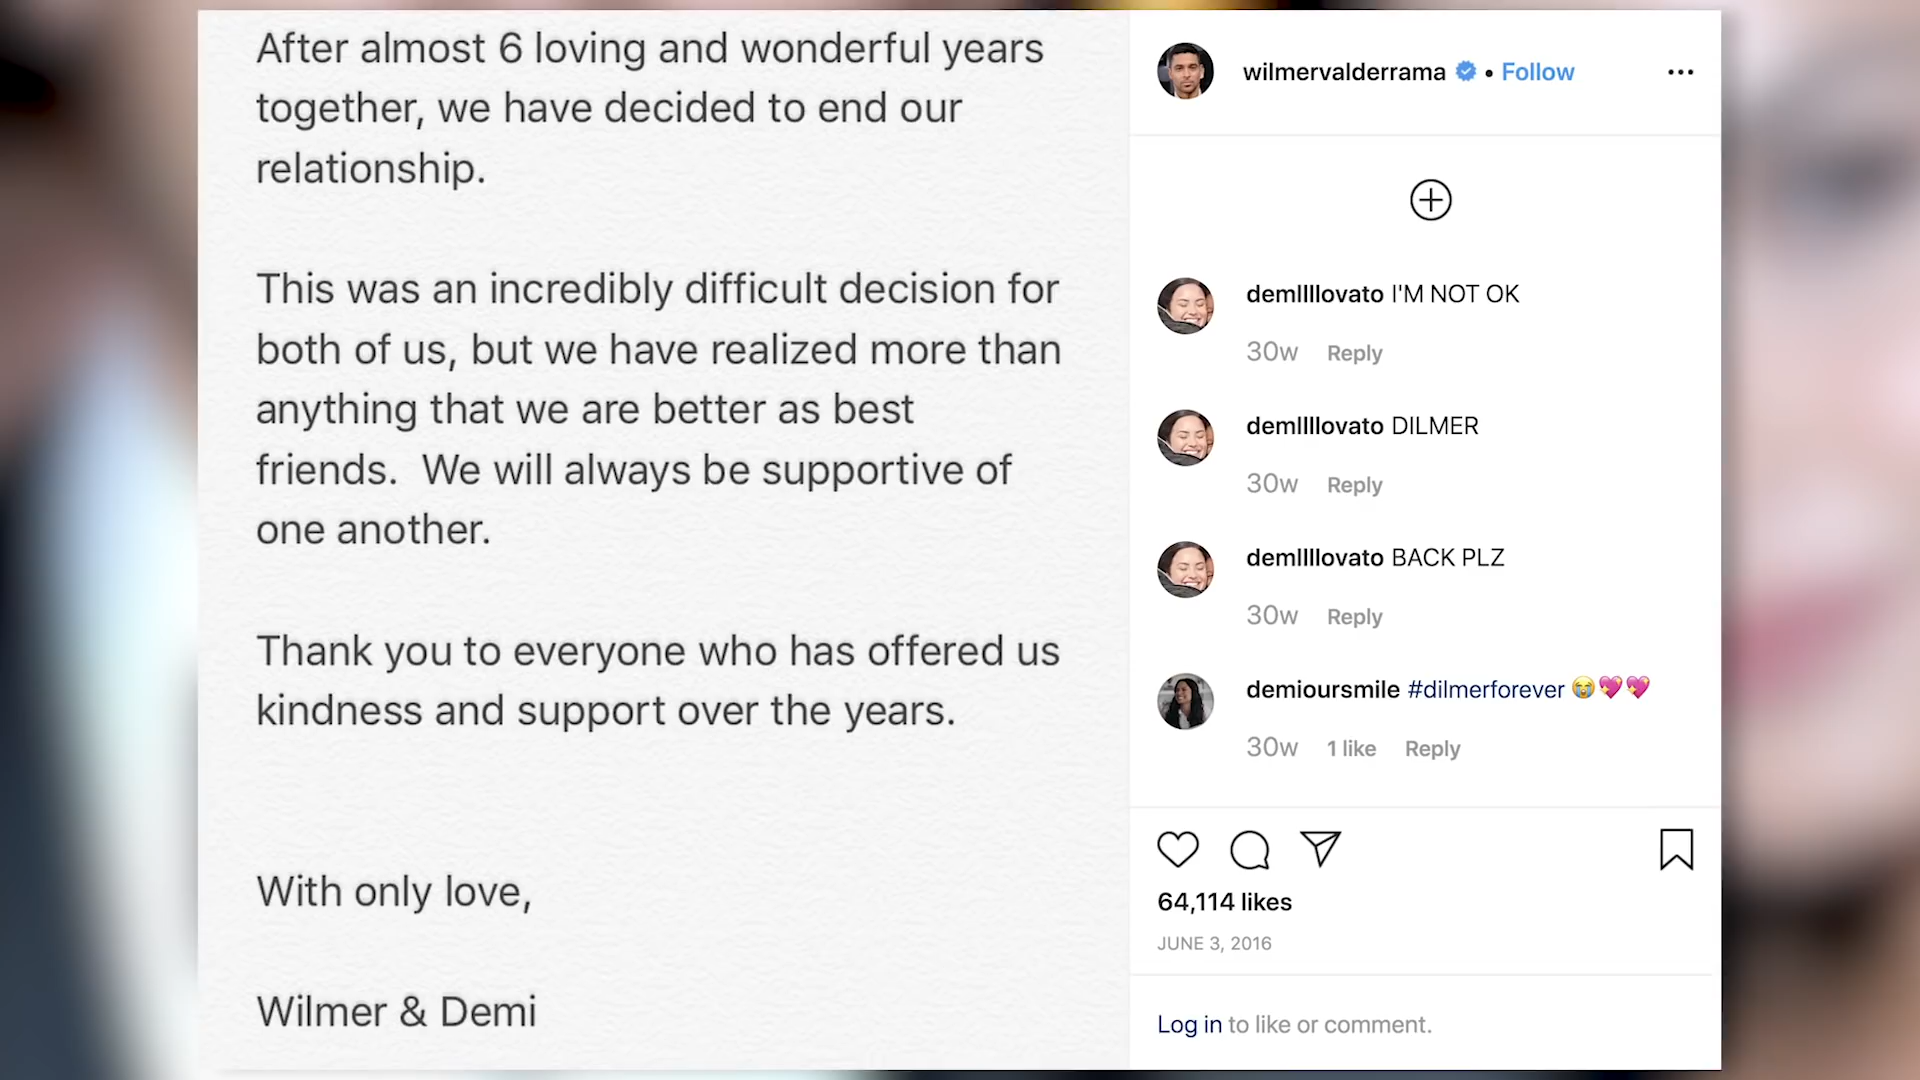 After almost 6 loving and wonderful years
together, we have decided to end our
relationship.
This was an incredibly difficult decision for
both of us, but we have realized more than
anything that we are better as best
friends.  We will always be supportive of
one another.
Thank you to everyone who has offered us
kindness and support over the years.
With only love,
Wilmer & Demi
wilmervalderrama • Follow
demllllovato I'M NOT OK
30w Reply
demllllovato DILMER
30w Reply
demllllovato BACK PLZ
30w Reply
demioursmile #dilmerforever 😭💖💖
30w 1 like Reply
64,114 likes
JUNE 3, 2016
Log in to like or comment.